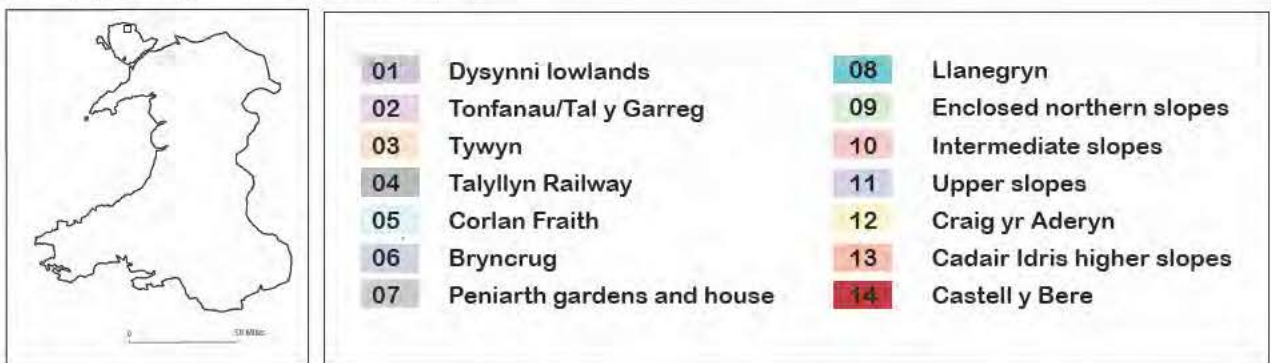 0 50 Miles
01 Dysynni lowlands
02 Tonfanau/Tal y Garreg
03 Tywyn
04 Talyllyn Railway
05 Corlan Fraith
06 Bryncrug
07 Peniarth gardens and house
08 Llanegryn
09 Enclosed northern slopes
10 Intermediate slopes
11 Upper slopes
12 Craig yr Aderyn
13 Cadair Idris higher slopes
14 Castell y Bere